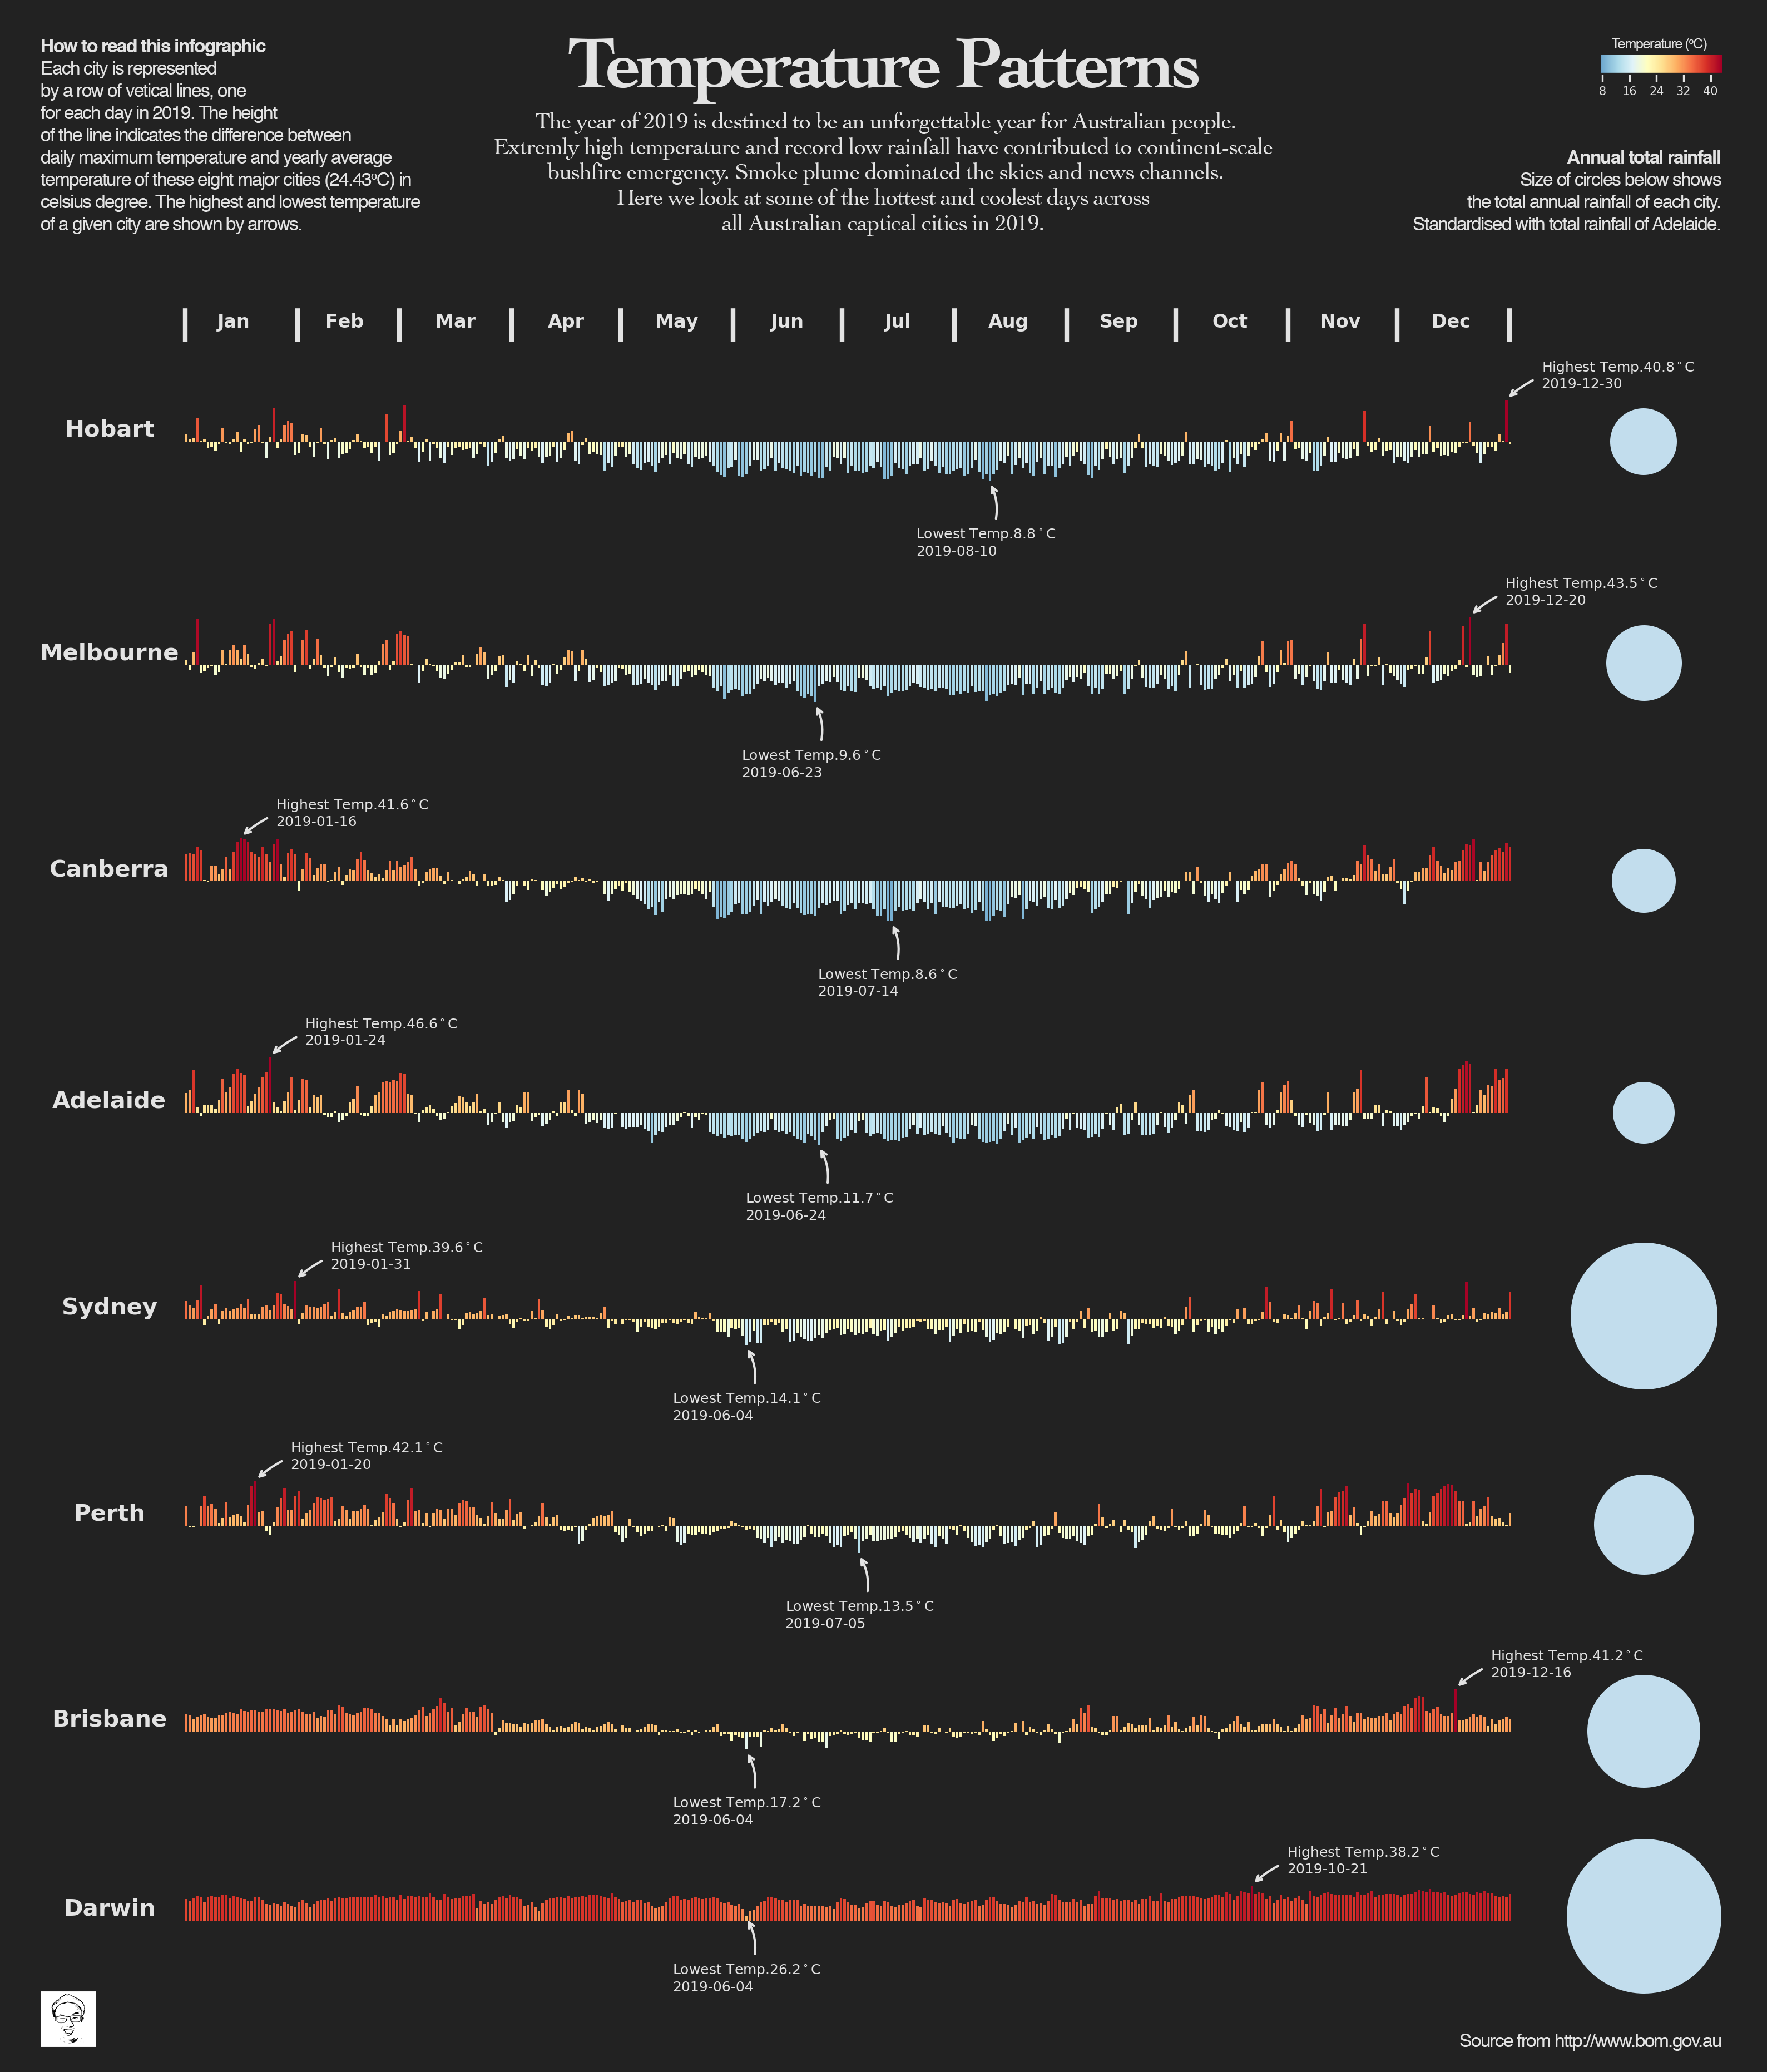 How to read this infographic
Each city is represented
by a row of vetical lines, one
for each day in 2019. The height
of the line indicates the difference between
daily maximum temperature and yearly average
temperature of these eight major cities (24.43ºC) in
celsius degree. The highest and lowest temperature
of a given city are shown by arrows.
Temperature Patterns
The year of 2019 is destined to be an unforgettable year for Australian people.
Extremly high temperature and record low rainfall have contributed to continent-scale
bushfire emergency. Smoke plume dominated the skies and news channels.
Here we look at some of the hottest and coolest days across
all Australian captical cities in 2019.
Temperature (ºC)
8 16 24 32 40
Annual total rainfall
Size of circles below shows
the total annual rainfall of each city.
Standardised with total rainfall of Adelaide.
Jan Feb Mar Apr May Jun Jul Aug Sep Oct Nov Dec
Highest Temp.40.8°C
2019-12-30
Hobart
Lowest Temp.8.8°C
2019-08-10
Highest Temp.43.5°C
2019-12-20
Melbourne
Lowest Temp.9.6°C
2019-06-23
Highest Temp.41.6°C
2019-01-16
Canberra
Lowest Temp.8.6°C
2019-07-14
Highest Temp.46.6°C
2019-01-24
Adelaide
Lowest Temp.11.7°C
2019-06-24
Highest Temp.39.6°C
2019-01-31
Sydney
Lowest Temp.14.1°C
2019-06-04
Highest Temp.42.1°C
2019-01-20
Perth
Lowest Temp.13.5°C
2019-07-05
Highest Temp.41.2°C
2019-12-16
Brisbane
Lowest Temp.17.2°C
2019-06-04
Highest Temp.38.2°C
2019-10-21
Darwin
Lowest Temp.26.2°C
2019-06-04
Source from http://www.bom.gov.au